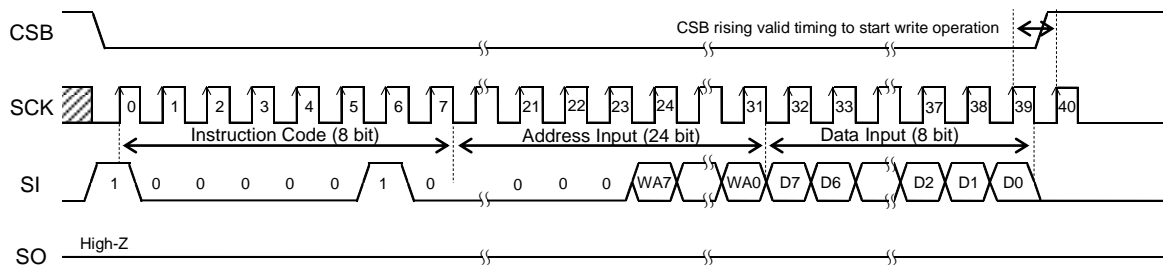 CSB
CSB rising valid timing to start write operation
SCK
0 1 2 3 4 5 6 7 21 22 23 24 31 32 33 37 38 39 40
Instruction Code (8 bit) Address Input (24 bit) Data Input (8 bit)
SI
1 0 0 0 0 0 1 0 0 0 0 WA7 WA0 D7 D6 D2 D1 D0
High-Z
SO